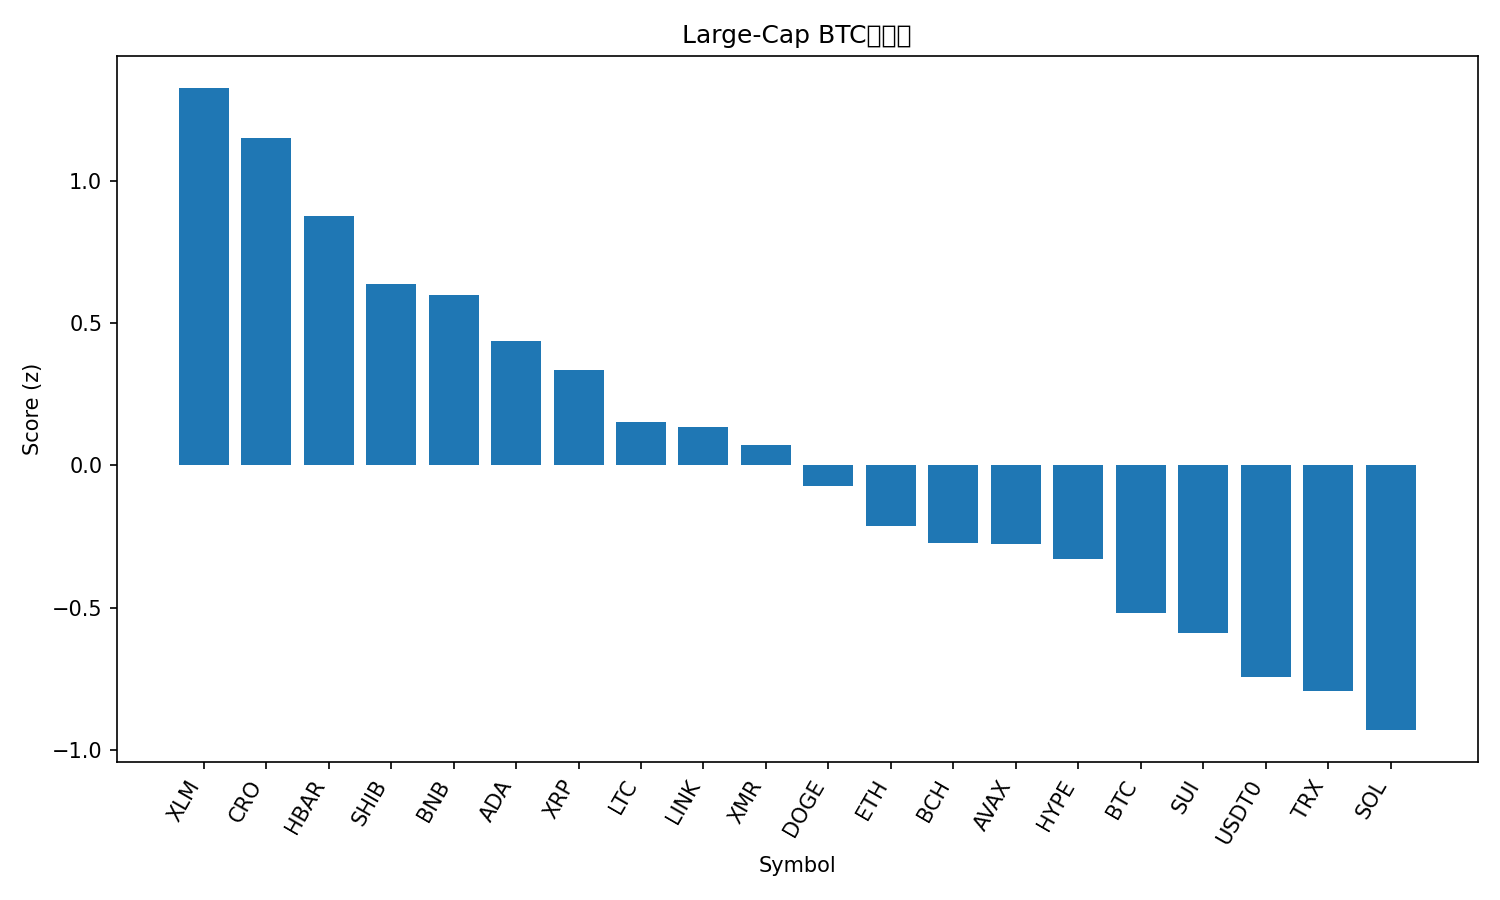 Large-Cap BTC
1.0
0.5
0.0
−0.5
−1.0
Score (z)
XLM
CRO
HBAR
SHIB
BNB
ADA
XRP
LTC
LINK
XMR
DOGE
ETH
BCH
AVAX
HYPE
BTC
SUI
USDT0
TRX
SOL
Symbol